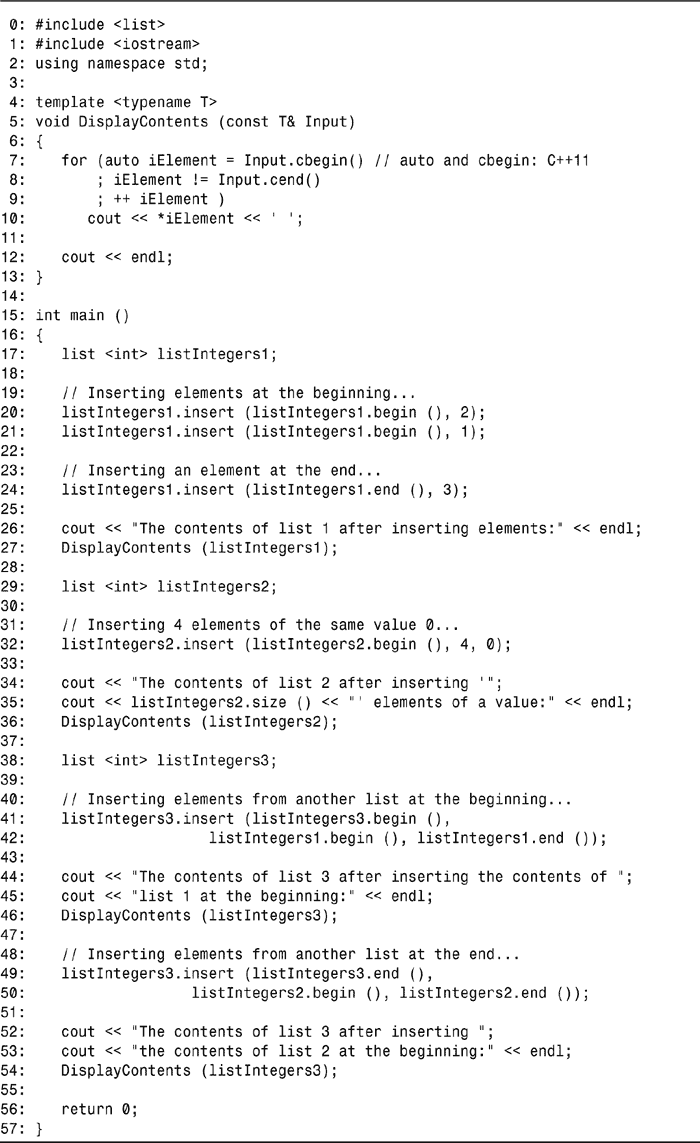 0: #include <list>
1: #include <iostream>
2: using namespace std;
3:
4: template <typename T>
5: void DisplayContents (const T& Input)
6: {
7:    for (auto iElement = Input.cbegin() // auto and cbegin: C++11
8:        ; iElement != Input.cend()
9:        ; ++ iElement )
10:       cout << *iElement << ' ';
11:
12:    cout << endl;
13: }
14:
15: int main ()
16: {
17:    list <int> listIntegers1;
18:
19:    // Inserting elements at the beginning...
20:    listIntegers1.insert (listIntegers1.begin (), 2);
21:    listIntegers1.insert (listIntegers1.begin (), 1);
22:
23:    // Inserting an element at the end...
24:    listIntegers1.insert (listIntegers1.end (), 3);
25:
26:    cout << "The contents of list 1 after inserting elements:" << endl;
27:    DisplayContents (listIntegers1);
28:
29:    list <int> listIntegers2;
30:
31:    // Inserting 4 elements of the same value 0...
32:    listIntegers2.insert (listIntegers2.begin (), 4, 0);
33:
34:    cout << "The contents of list 2 after inserting '";
35:    cout << listIntegers2.size () << "' elements of a value:" << endl;
36:    DisplayContents (listIntegers2);
37:
38:    list <int> listIntegers3;
39:
40:    // Inserting elements from another list at the beginning...
41:    listIntegers3.insert (listIntegers3.begin (),
42:                    listIntegers1.begin (), listIntegers1.end ());
43:
44:    cout << "The contents of list 3 after inserting the contents of ";
45:    cout << "list 1 at the beginning:" << endl;
46:    DisplayContents (listIntegers3);
47:
48:    // Inserting elements from another list at the end...
49:    listIntegers3.insert (listIntegers3.end (),
50:                  listIntegers2.begin (), listIntegers2.end ());
51:
52:    cout << "The contents of list 3 after inserting ";
53:    cout << "the contents of list 2 at the beginning:" << endl;
54:    DisplayContents (listIntegers3);
55:
56:    return 0;
57: }